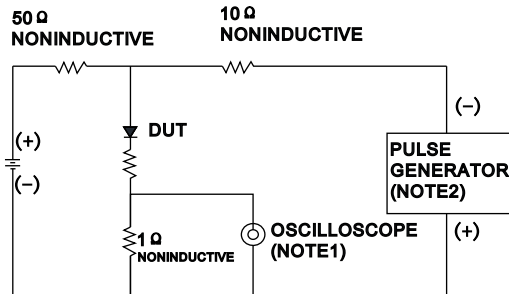 50 Ω
NONINDUCTIVE
10 Ω
NONINDUCTIVE
(+)
(−)
DUT
1 Ω
NONINDUCTIVE
OSCILLOSCOPE
(NOTE1)
(−)
PULSE
GENERATOR
(NOTE2)
(+)